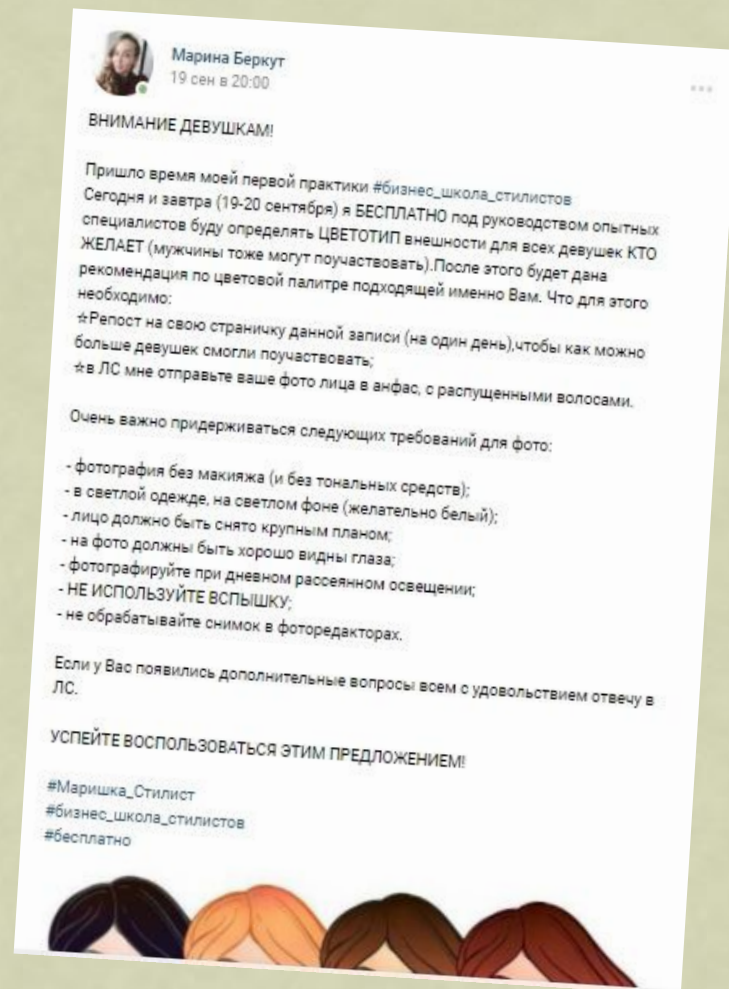 Марина Беркут
19 сен в 20:00
ВНИМАНИЕ ДЕВУШКАМ!
Пришло время моей первой практики #бизнес_школа_стилистов
Сегодня и завтра (19-20 сентября) я БЕСПЛАТНО под руководством опытных
специалистов буду определять ЦВЕТОТИП внешности для всех девушек КТО
ЖЕЛАЕТ (мужчины тоже могут поучаствовать).После этого будет дана
рекомендация по цветовой палитре подходящей именно Вам. Что для этого
необходимо:
☆Репост на свою страничку данной записи (на один день),чтобы как можно
больше девушек смогли поучаствовать;
☆в ЛС мне отправьте ваше фото лица в анфас, с распущенными волосами.
Очень важно придерживаться следующих требований для фото:
- фотография без макияжа (и без тональных средств);
- в светлой одежде, на светлом фоне (желательно белый);
- лицо должно быть снято крупным планом;
- на фото должны быть хорошо видны глаза;
- фотографируйте при дневном рассеянном освещении;
- НЕ ИСПОЛЬЗУЙТЕ ВСПЫШКУ;
- не обрабатывайте снимок в фоторедакторах.
Если у Вас появились дополнительные вопросы всем с удовольствием отвечу в
ЛС.
УСПЕЙТЕ ВОСПОЛЬЗОВАТЬСЯ ЭТИМ ПРЕДЛОЖЕНИЕМ!
#Маришка_Стилист
#бизнес_школа_стилистов
#бесплатно